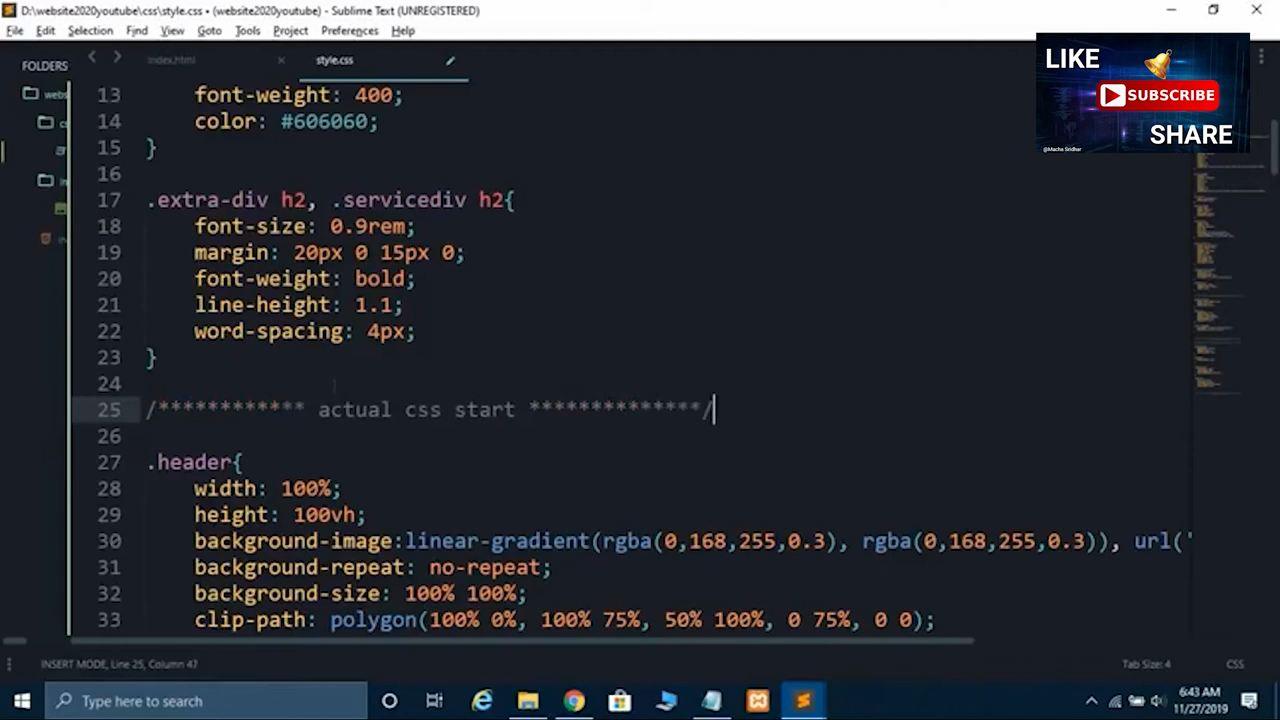 D:\website2020youtube\css\style.css • (website2020youtube) - Sublime Text (UNREGISTERED)
File Edit Selection Find View Goto Tools Project Preferences Help
FOLDERS
index.html
style.css
LIKE
SUBSCRIBE
SHARE
@Macha Sridhar
webs
13 font-weight: 400;
14 color: #606060;
15 }
16
17 .extra-div h2, .servicediv h2{
18 font-size: 0.9rem;
19 margin: 20px 0 15px 0;
20 font-weight: bold;
21 line-height: 1.1;
22 word-spacing: 4px;
23 }
24
25 /************ actual css start **************/
26
27 .header{
28 width: 100%;
29 height: 100vh;
30 background-image:linear-gradient(rgba(0,168,255,0.3), rgba(0,168,255,0.3)), url('
31 background-repeat: no-repeat;
32 background-size: 100% 100%;
33 clip-path: polygon(100% 0%, 100% 75%, 50% 100%, 0 75%, 0 0);
INSERT MODE, Line 25, Column 47
Tab Size: 4
CSS
Type here to search
6:43 AM
11/27/2019